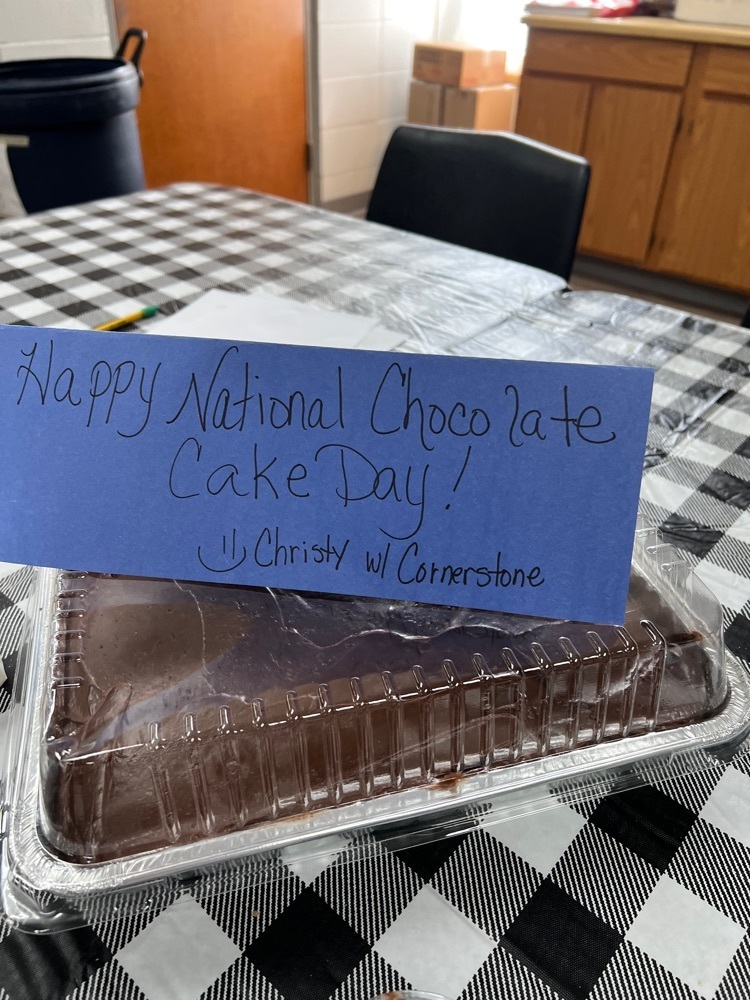 Happy National Chocolate
Cake Day!
Christy w/ Cornerstone